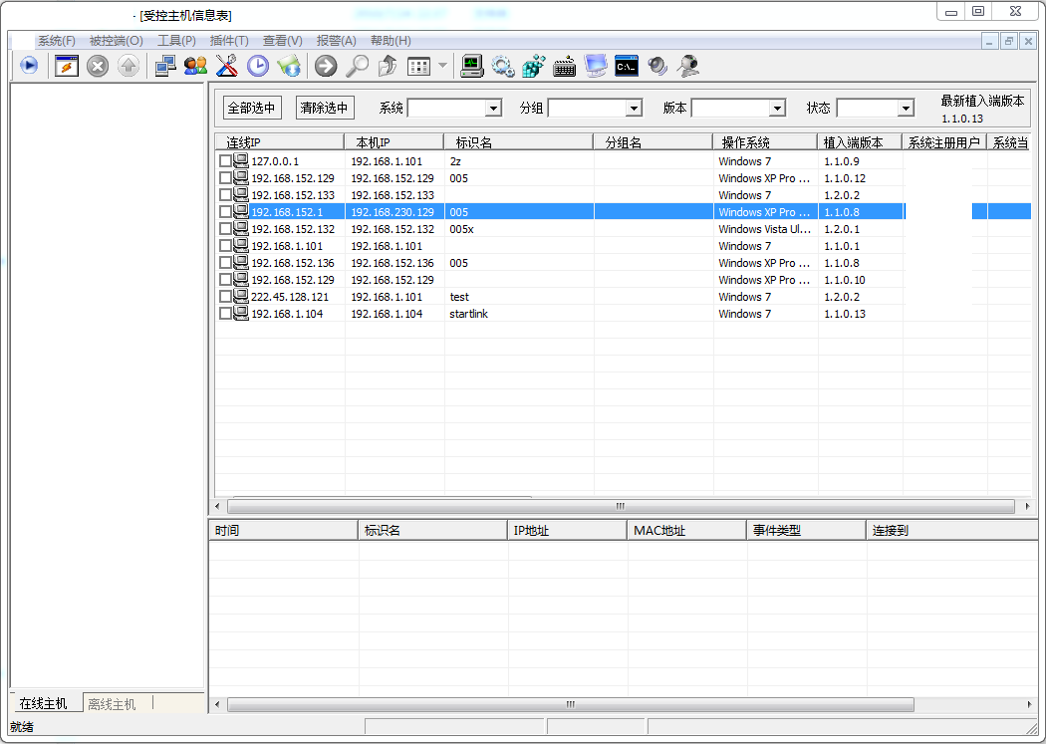 - [受控主机信息表]
系统(F) 被控端(O) 工具(P) 插件(T) 查看(V) 报警(A) 帮助(H)
全部选中 清除选中 系统 分组 版本 状态 最新植入端版本
1.1.0.13
连线IP 本机IP 标识名 分组名 操作系统 植入端版本 系统注册用户 系统当
127.0.0.1 192.168.1.101 2z Windows 7 1.1.0.9
192.168.152.129 192.168.152.129 005 Windows XP Pro ... 1.1.0.12
192.168.152.133 192.168.152.133 Windows 7 1.2.0.2
192.168.152.1 192.168.230.129 005 Windows XP Pro ... 1.1.0.8
192.168.152.132 192.168.152.132 005x Windows Vista Ul... 1.2.0.1
192.168.1.101 192.168.1.101 Windows 7 1.1.0.1
192.168.152.136 192.168.152.136 005 Windows XP Pro ... 1.1.0.8
192.168.152.129 192.168.152.129 Windows XP Pro ... 1.1.0.10
222.45.128.121 192.168.1.101 test Windows 7 1.2.0.2
192.168.1.104 192.168.1.104 startlink Windows 7 1.1.0.13
时间 标识名 IP地址 MAC地址 事件类型 连接到
在线主机 离线主机
就绪